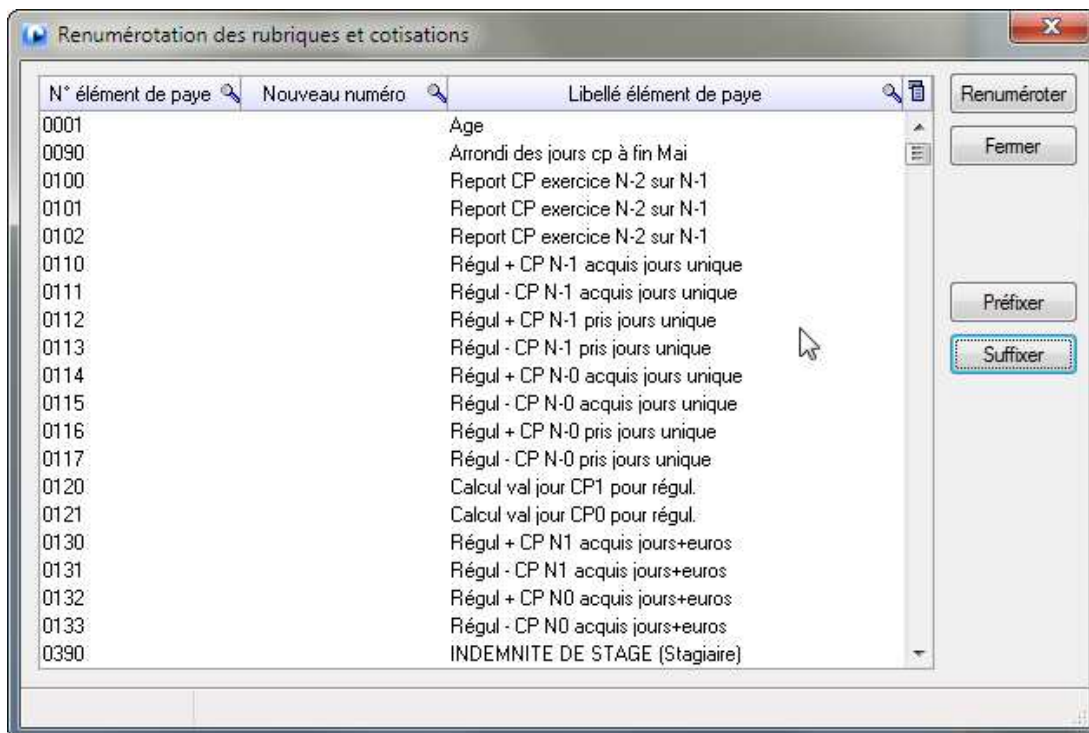 Renumérotation des rubriques et cotisations
N° élément de paye Nouveau numéro Libellé élément de paye
Renuméroter
Fermer
Préfixer
Suffixer
0001 Age
0090 Arrondi des jours cp à fin Mai
0100 Report CP exercice N-2 sur N-1
0101 Report CP exercice N-2 sur N-1
0102 Report CP exercice N-2 sur N-1
0110 Régul + CP N-1 acquis jours unique
0111 Régul - CP N-1 acquis jours unique
0112 Régul + CP N-1 pris jours unique
0113 Régul - CP N-1 pris jours unique
0114 Régul + CP N-0 acquis jours unique
0115 Régul - CP N-0 acquis jours unique
0116 Régul + CP N-0 pris jours unique
0117 Régul - CP N-0 pris jours unique
0120 Calcul val jour CP1 pour régul.
0121 Calcul val jour CP0 pour régul.
0130 Régul + CP N1 acquis jours+euros
0131 Régul - CP N1 acquis jours+euros
0132 Régul + CP N0 acquis jours+euros
0133 Régul - CP N0 acquis jours+euros
0390 INDEMNITE DE STAGE (Stagiaire)